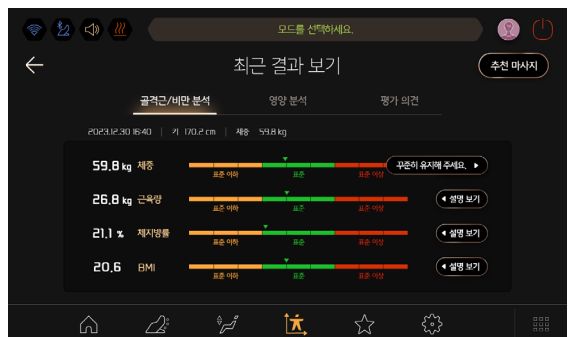 모드를 선택하세요.
최근 결과 보기
추천 마사지
골격근/비만 분석 영양 분석 평가 의견
2023.12.30 16:40 | 키 170.2 cm | 체중 59.8 kg
59.8 kg 체중 표준 이하 표준 표준 이상 꾸준히 유지해 주세요. ▶
26.8 kg 근육량 표준 이하 표준 표준 이상 ◀ 설명 보기
21.1 % 체지방률 표준 이하 표준 표준 이상 ◀ 설명 보기
20.6 BMI 표준 이하 표준 표준 이상 ◀ 설명 보기